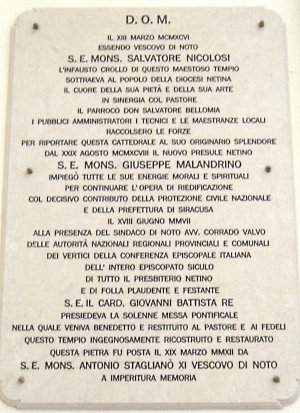 D. O. M.
IL XIII MARZO MCMXCVI
ESSENDO VESCOVO DI NOTO
S. E. MONS. SALVATORE NICOLOSI
L'INFAUSTO CROLLO DI QUESTO MAESTOSO TEMPIO
SOTTRAEVA AL POPOLO DELLA DIOCESI NETINA
IL CUORE DELLA SUA PIETÀ E DELLA SUA ARTE
IN SINERGIA COL PASTORE
IL PARROCO DON SALVATORE BELLOMIA
I PUBBLICI AMMINISTRATORI I TECNICI E LE MAESTRANZE LOCALI
RACCOLSERO LE FORZE
PER RIPORTARE QUESTA CATTEDRALE AL SUO ORIGINARIO SPLENDORE
DAL XXIX AGOSTO MCMXCVIII IL NUOVO PRESULE NETINO
S. E. MONS. GIUSEPPE MALANDRINO
IMPIEGÒ TUTTE LE SUE ENERGIE MORALI E SPIRITUALI
PER CONTINUARE L'OPERA DI RIEDIFICAZIONE
COL DECISIVO CONTRIBUTO DELLA PROTEZIONE CIVILE NAZIONALE
E DELLA PREFETTURA DI SIRACUSA
IL XVIII GIUGNO MMVII
ALLA PRESENZA DEL SINDACO DI NOTO AVV. CORRADO VALVO
DELLE AUTORITÀ NAZIONALI REGIONALI PROVINCIALI E COMUNALI
DEI VERTICI DELLA CONFERENZA EPISCOPALE ITALIANA
DELL' INTERO EPISCOPATO SICULO
DI TUTTO IL PRESBITERIO NETINO
E DI FOLLA PLAUDENTE E FESTANTE
S. E. IL CARD. GIOVANNI BATTISTA RE
PRESIEDEVA LA SOLENNE MESSA PONTIFICALE
NELLA QUALE VENIVA BENEDETTO E RESTITUITO AL PASTORE E AI FEDELI
QUESTO TEMPIO INGEGNOSAMENTE RICOSTRUITO E RESTAURATO
QUESTA PIETRA FU POSTA IL XIX MARZO MMXII DA
S. E. MONS. ANTONIO STAGLIANÒ XI VESCOVO DI NOTO
A IMPERITURA MEMORIA